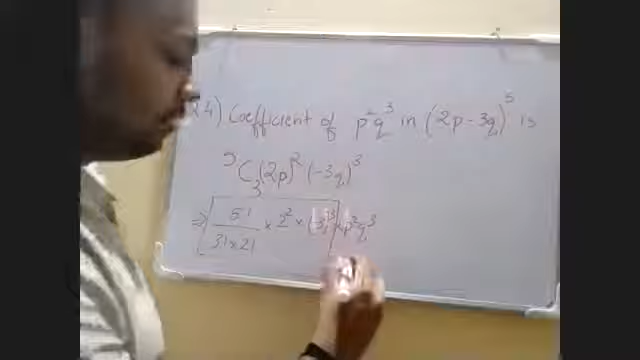 24) Coefficient of p²q³ in (2p-3q)⁵ is
⁵C₃(2p)²(-3q)³
⇒ 5!/(3!×2!) × 2² × (-3)³ × p²q³